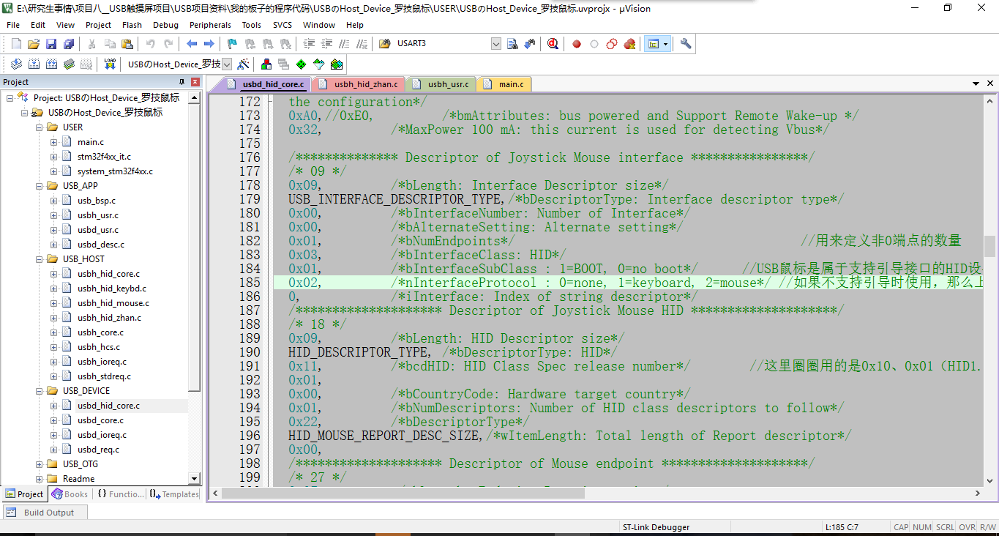 E:\研究生事情\项目八__USB触摸屏项目\USB项目资料\我的板子的程序代码\USBのHost_Device_罗技鼠标\USER\USBのHost_Device_罗技鼠标.uvprojx - µVision
File Edit View Project Flash Debug Peripherals Tools SVCS Window Help
USART3
LOAD USBのHost_Device_罗技
Project
usbd_hid_core.c usbh_hid_zhan.c usbh_usr.c main.c
Project: USBのHost_Device_罗技鼠标
USBのHost_Device_罗技鼠标
USER
main.c
stm32f4xx_it.c
system_stm32f4xx.c
USB_APP
usb_bsp.c
usbh_usr.c
usbd_usr.c
usbd_desc.c
USB_HOST
usbh_hid_core.c
usbh_hid_keybd.c
usbh_hid_mouse.c
usbh_hid_zhan.c
usbh_core.c
usbh_hcs.c
usbh_ioreq.c
usbh_stdreq.c
USB_DEVICE
usbd_hid_core.c
usbd_core.c
usbd_ioreq.c
usbd_req.c
USB_OTG
Readme
172 the configuration*/
173 0xA0,//0xE0, /*bmAttributes: bus powered and Support Remote Wake-up */
174 0x32, /*MaxPower 100 mA: this current is used for detecting Vbus*/
175
176 /************** Descriptor of Joystick Mouse interface ****************/
177 /* 09 */
178 0x09, /*bLength: Interface Descriptor size*/
179 USB_INTERFACE_DESCRIPTOR_TYPE,/*bDescriptorType: Interface descriptor type*/
180 0x00, /*bInterfaceNumber: Number of Interface*/
181 0x00, /*bAlternateSetting: Alternate setting*/
182 0x01, /*bNumEndpoints*/ //用来定义非0端点的数量
183 0x03, /*bInterfaceClass: HID*/
184 0x01, /*bInterfaceSubClass : 1=BOOT, 0=no boot*/ //USB鼠标是属于支持引导接口的HID设
185 0x02, /*nInterfaceProtocol : 0=none, 1=keyboard, 2=mouse*/ //如果不支持引导时使用，那么上
186 0, /*iInterface: Index of string descriptor*/
187 /******************** Descriptor of Joystick Mouse HID ********************/
188 /* 18 */
189 0x09, /*bLength: HID Descriptor size*/
190 HID_DESCRIPTOR_TYPE, /*bDescriptorType: HID*/
191 0x11, /*bcdHID: HID Class Spec release number*/ //这里圈圈用的是0x10、0x01（HID1.
192 0x01,
193 0x00, /*bCountryCode: Hardware target country*/
194 0x01, /*bNumDescriptors: Number of HID class descriptors to follow*/
195 0x22, /*bDescriptorType*/
196 HID_MOUSE_REPORT_DESC_SIZE,/*wItemLength: Total length of Report descriptor*/
197 0x00,
198 /******************** Descriptor of Mouse endpoint ********************/
199 /* 27 */
Project Books Functio... Templates
Build Output
ST-Link Debugger L:185 C:7 CAP NUM SCRL OVR R/W